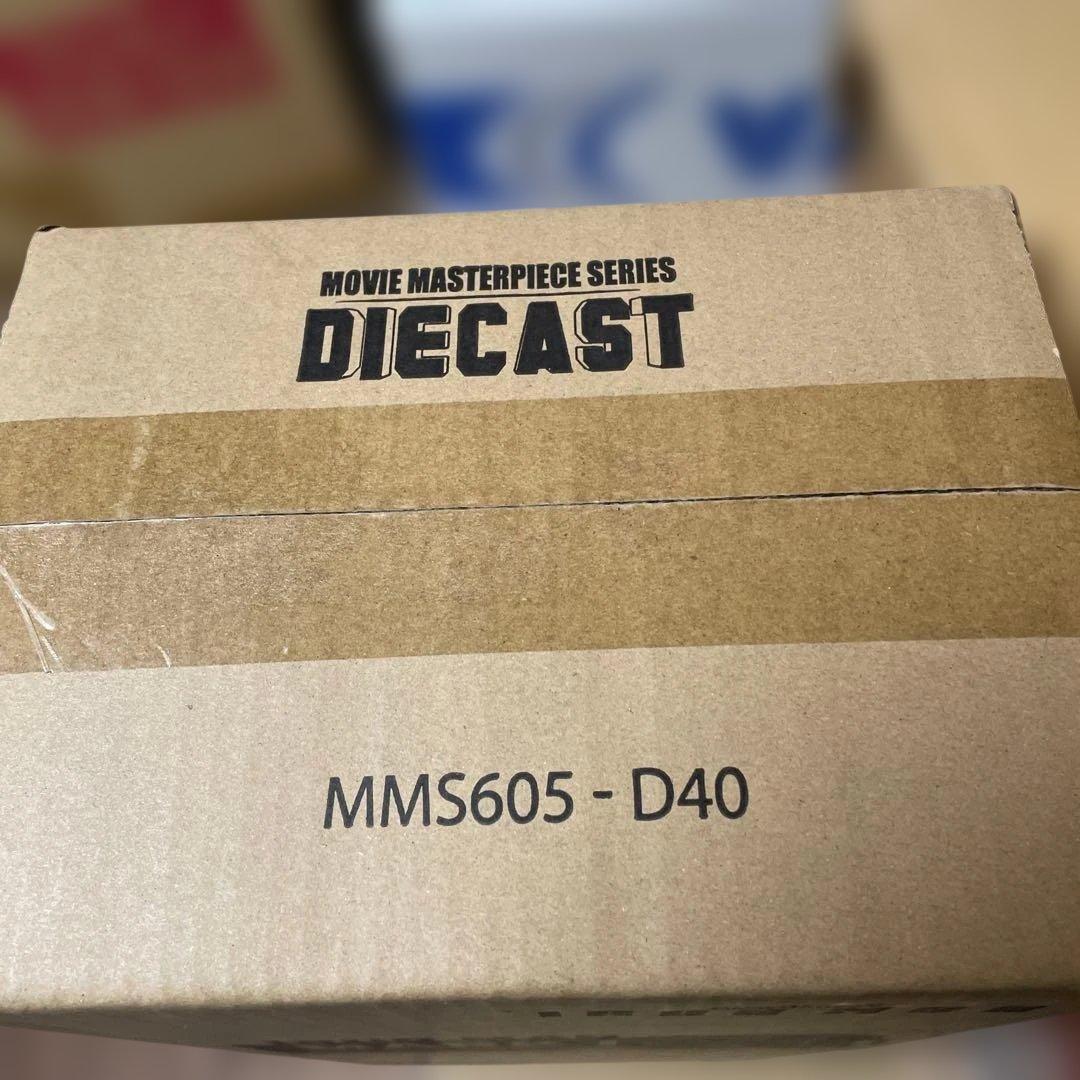 MOVIE MASTERPIECE SERIES
DIECAST
MMS605 - D40